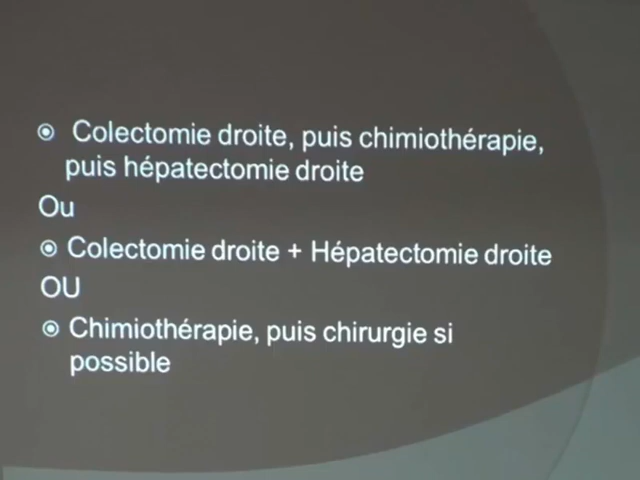 Colectomie droite, puis chimiothérapie,
puis hépatectomie droite
Ou
Colectomie droite + Hépatectomie droite
OU
Chimiothérapie, puis chirurgie si
possible